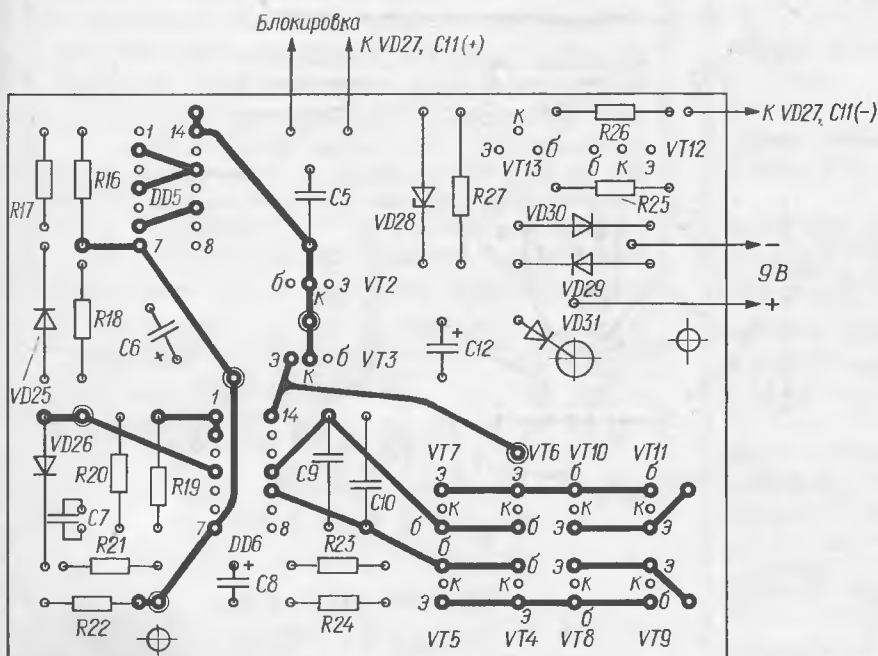 Блокировка
К VD27, C11(+)
К VD27, C11(−)
1
14
R17
R16
DD5
7
8
C5
VD28
R27
к
э
б
VT13
R26
б
к
э
VT12
R25
VD30
VD29
−
9 В
+
VD31
б
к
э
VT2
э
к
б
VT3
R18
C6
+
VD25
C12
+
VD26
R20
R19
1
7
14
8
DD6
C7
R21
R22
C8
+
C9
C10
R23
R24
VT7
VT6
VT10
VT11
э
э
б
б
к
к
к
к
б
б
э
э
б
б
э
э
к
к
к
к
э
э
б
б
VT5
VT4
VT8
VT9